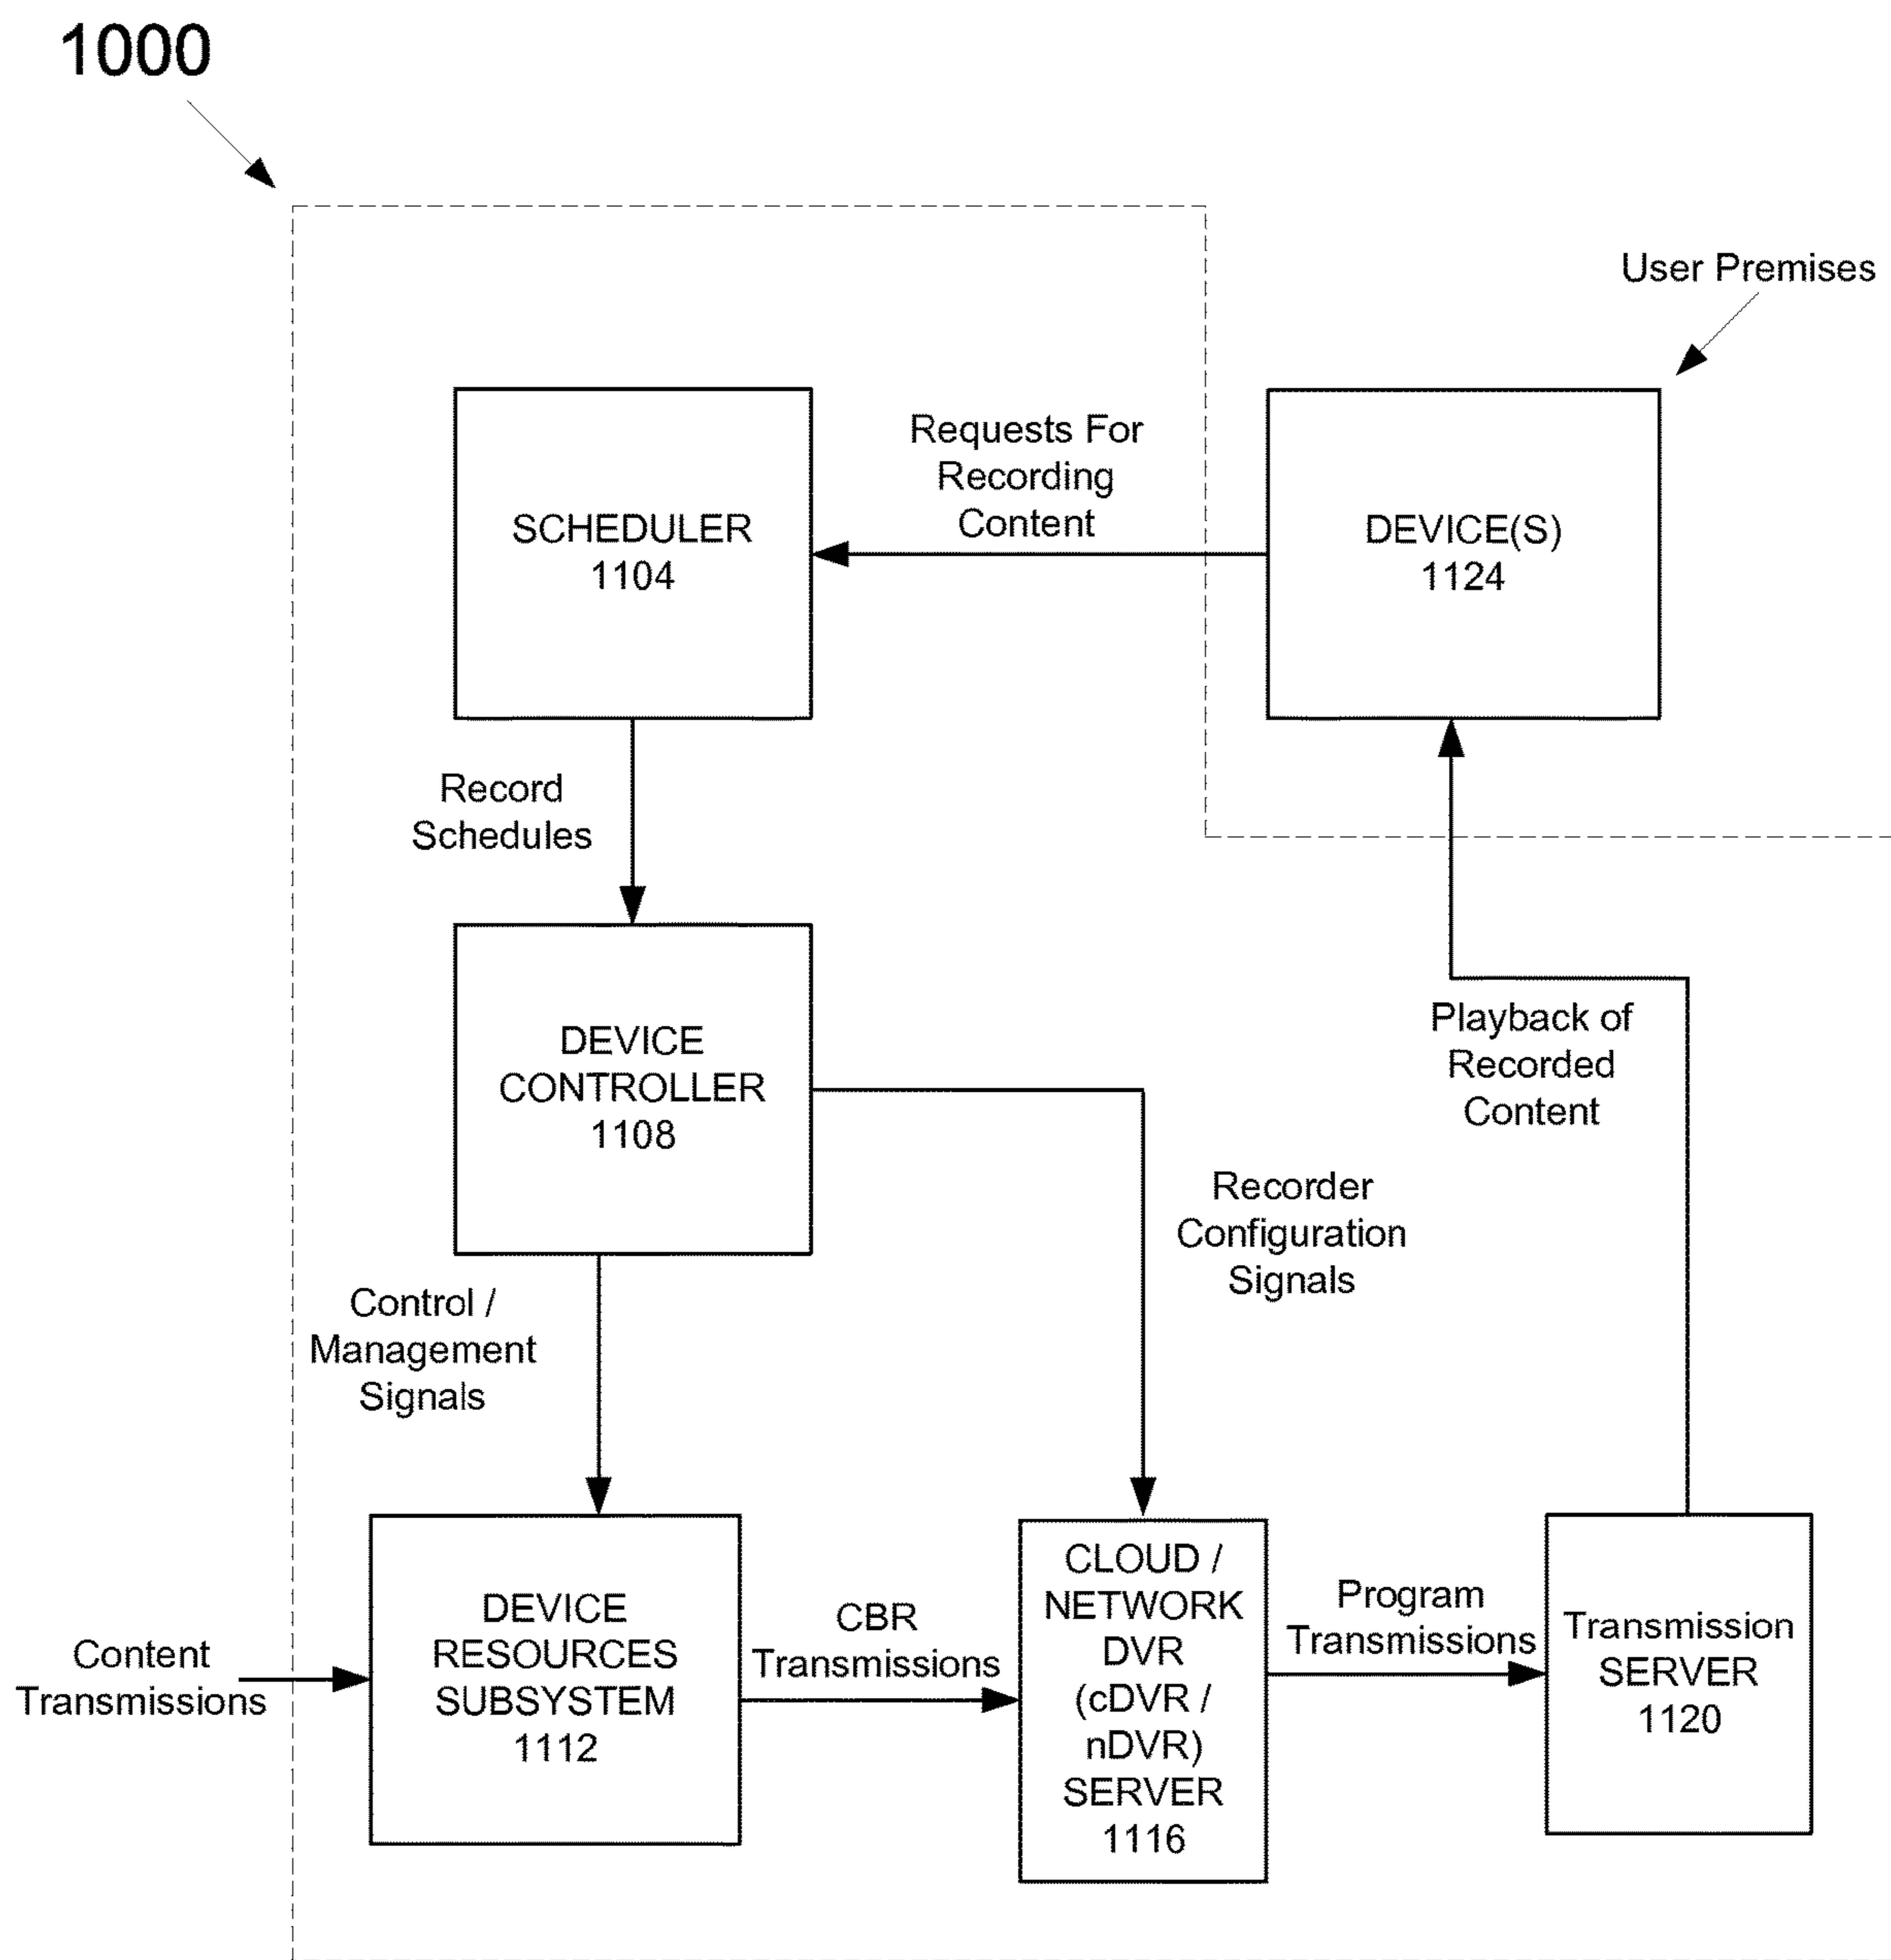 1000
User Premises
Requests For
Recording
Content
SCHEDULER
1104
DEVICE(S)
1124
Record
Schedules
DEVICE
CONTROLLER
1108
Playback of
Recorded
Content
Recorder
Configuration
Signals
Control /
Management
Signals
Content
Transmissions
DEVICE
RESOURCES
SUBSYSTEM
1112
CBR
Transmissions
CLOUD /
NETWORK
DVR
(cDVR /
nDVR)
SERVER
1116
Program
Transmissions
Transmission
SERVER
1120